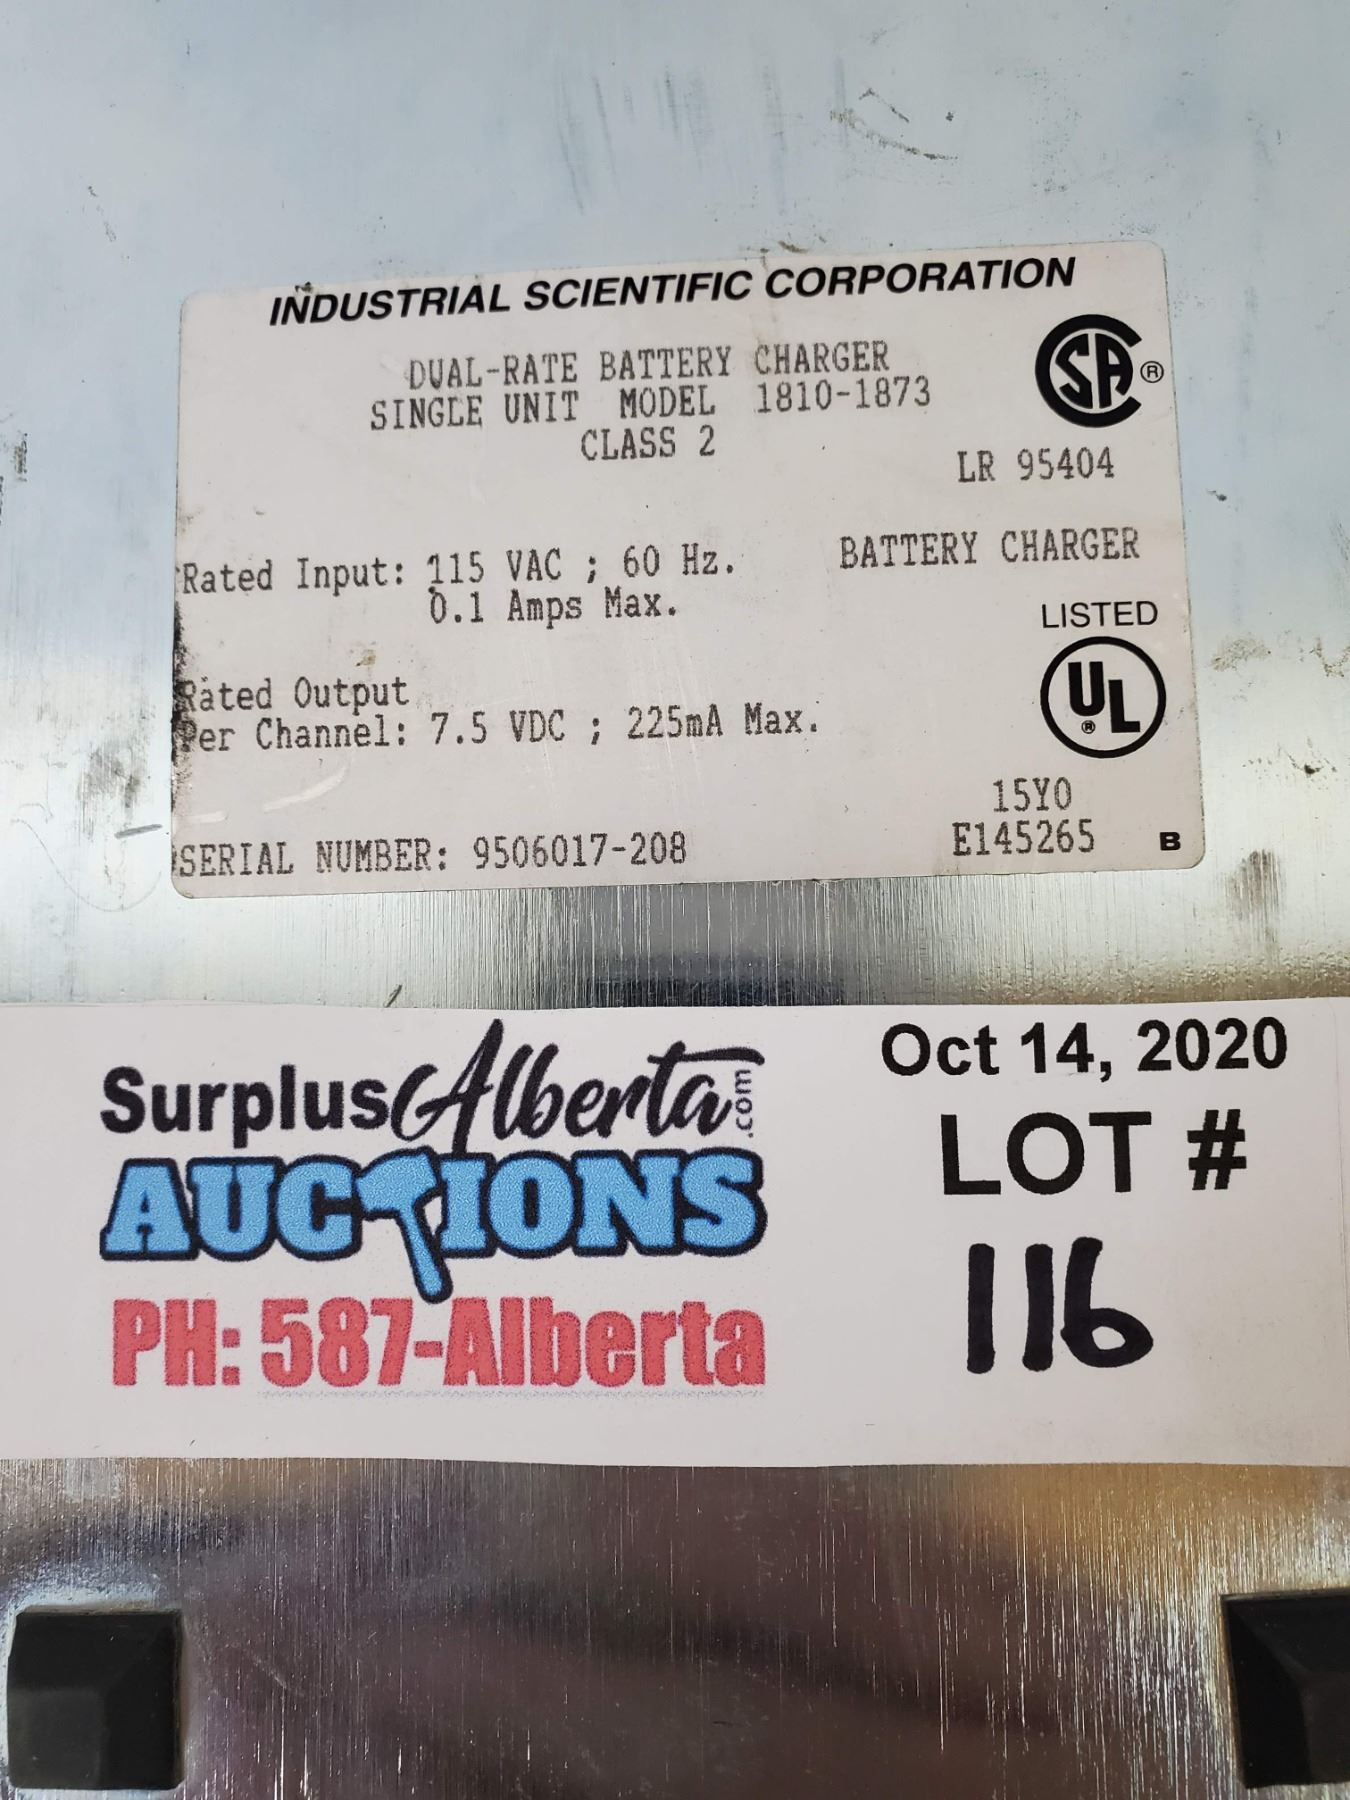 INDUSTRIAL SCIENTIFIC CORPORATION
DUAL-RATE BATTERY CHARGER
SINGLE UNIT MODEL 1810-1873
CLASS 2
SA ®
LR 95404
Rated Input: 115 VAC ; 60 Hz.
0.1 Amps Max.
BATTERY CHARGER
LISTED
UL ®
Rated Output
Per Channel: 7.5 VDC ; 225mA Max.
15Y0
E145265
B
SERIAL NUMBER: 9506017-208
SurplusAlberta.com
AUCTIONS
PH: 587-Alberta
Oct 14, 2020
LOT #
116